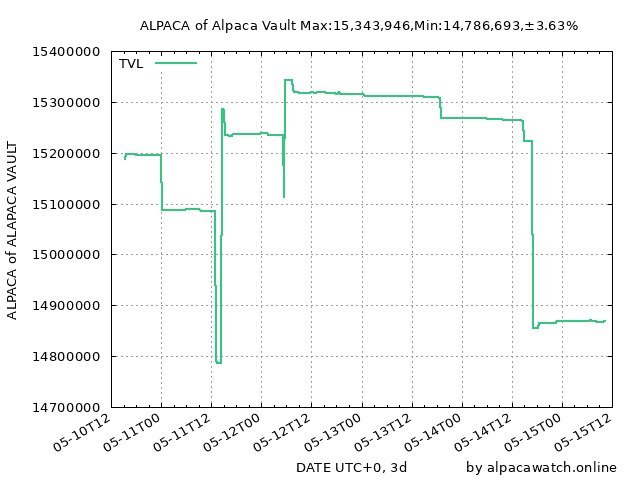 ALPACA of Alpaca Vault Max:15,343,946,Min:14,786,693,±3.63%
TVL
15400000
15300000
15200000
15100000
15000000
14900000
14800000
14700000
ALPACA of ALAPACA VAULT
05-10T12
05-11T00
05-11T12
05-12T00
05-12T12
05-13T00
05-13T12
05-14T00
05-14T12
05-15T00
05-15T12
DATE UTC+0, 3d
by alpacawatch.online